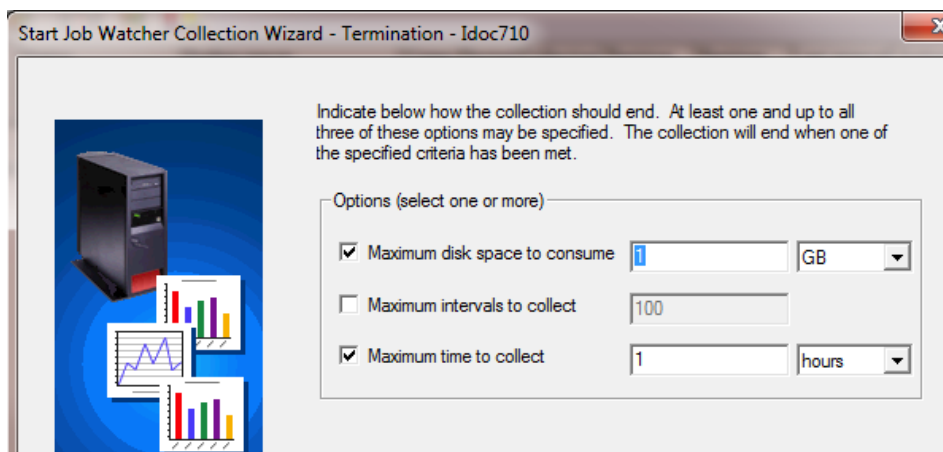 Start Job Watcher Collection Wizard - Termination - Idoc710
Indicate below how the collection should end.  At least one and up to all
three of these options may be specified.  The collection will end when one of
the specified criteria has been met.
Options (select one or more)
Maximum disk space to consume 1 GB
Maximum intervals to collect 100
Maximum time to collect 1 hours